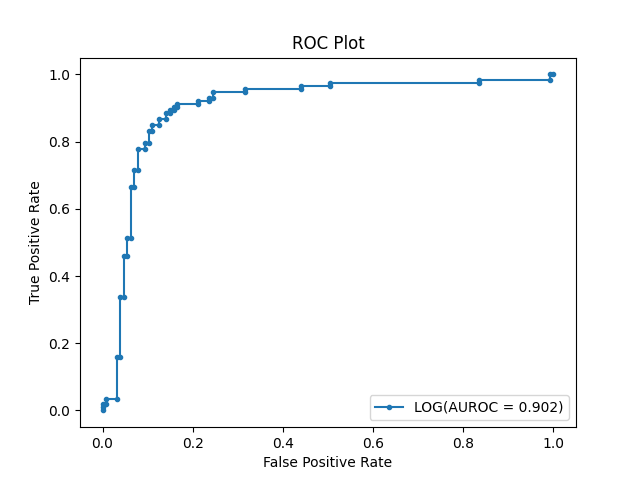 ROC Plot
1.0
0.8
0.6
0.4
0.2
0.0
True Positive Rate
LOG(AUROC = 0.902)
0.0 0.2 0.4 0.6 0.8 1.0
False Positive Rate